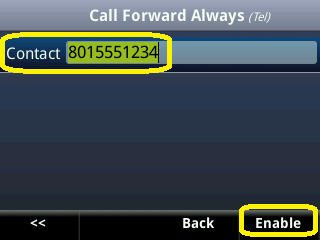 Call Forward Always (Tel)
Contact 8015551234
<< Back Enable